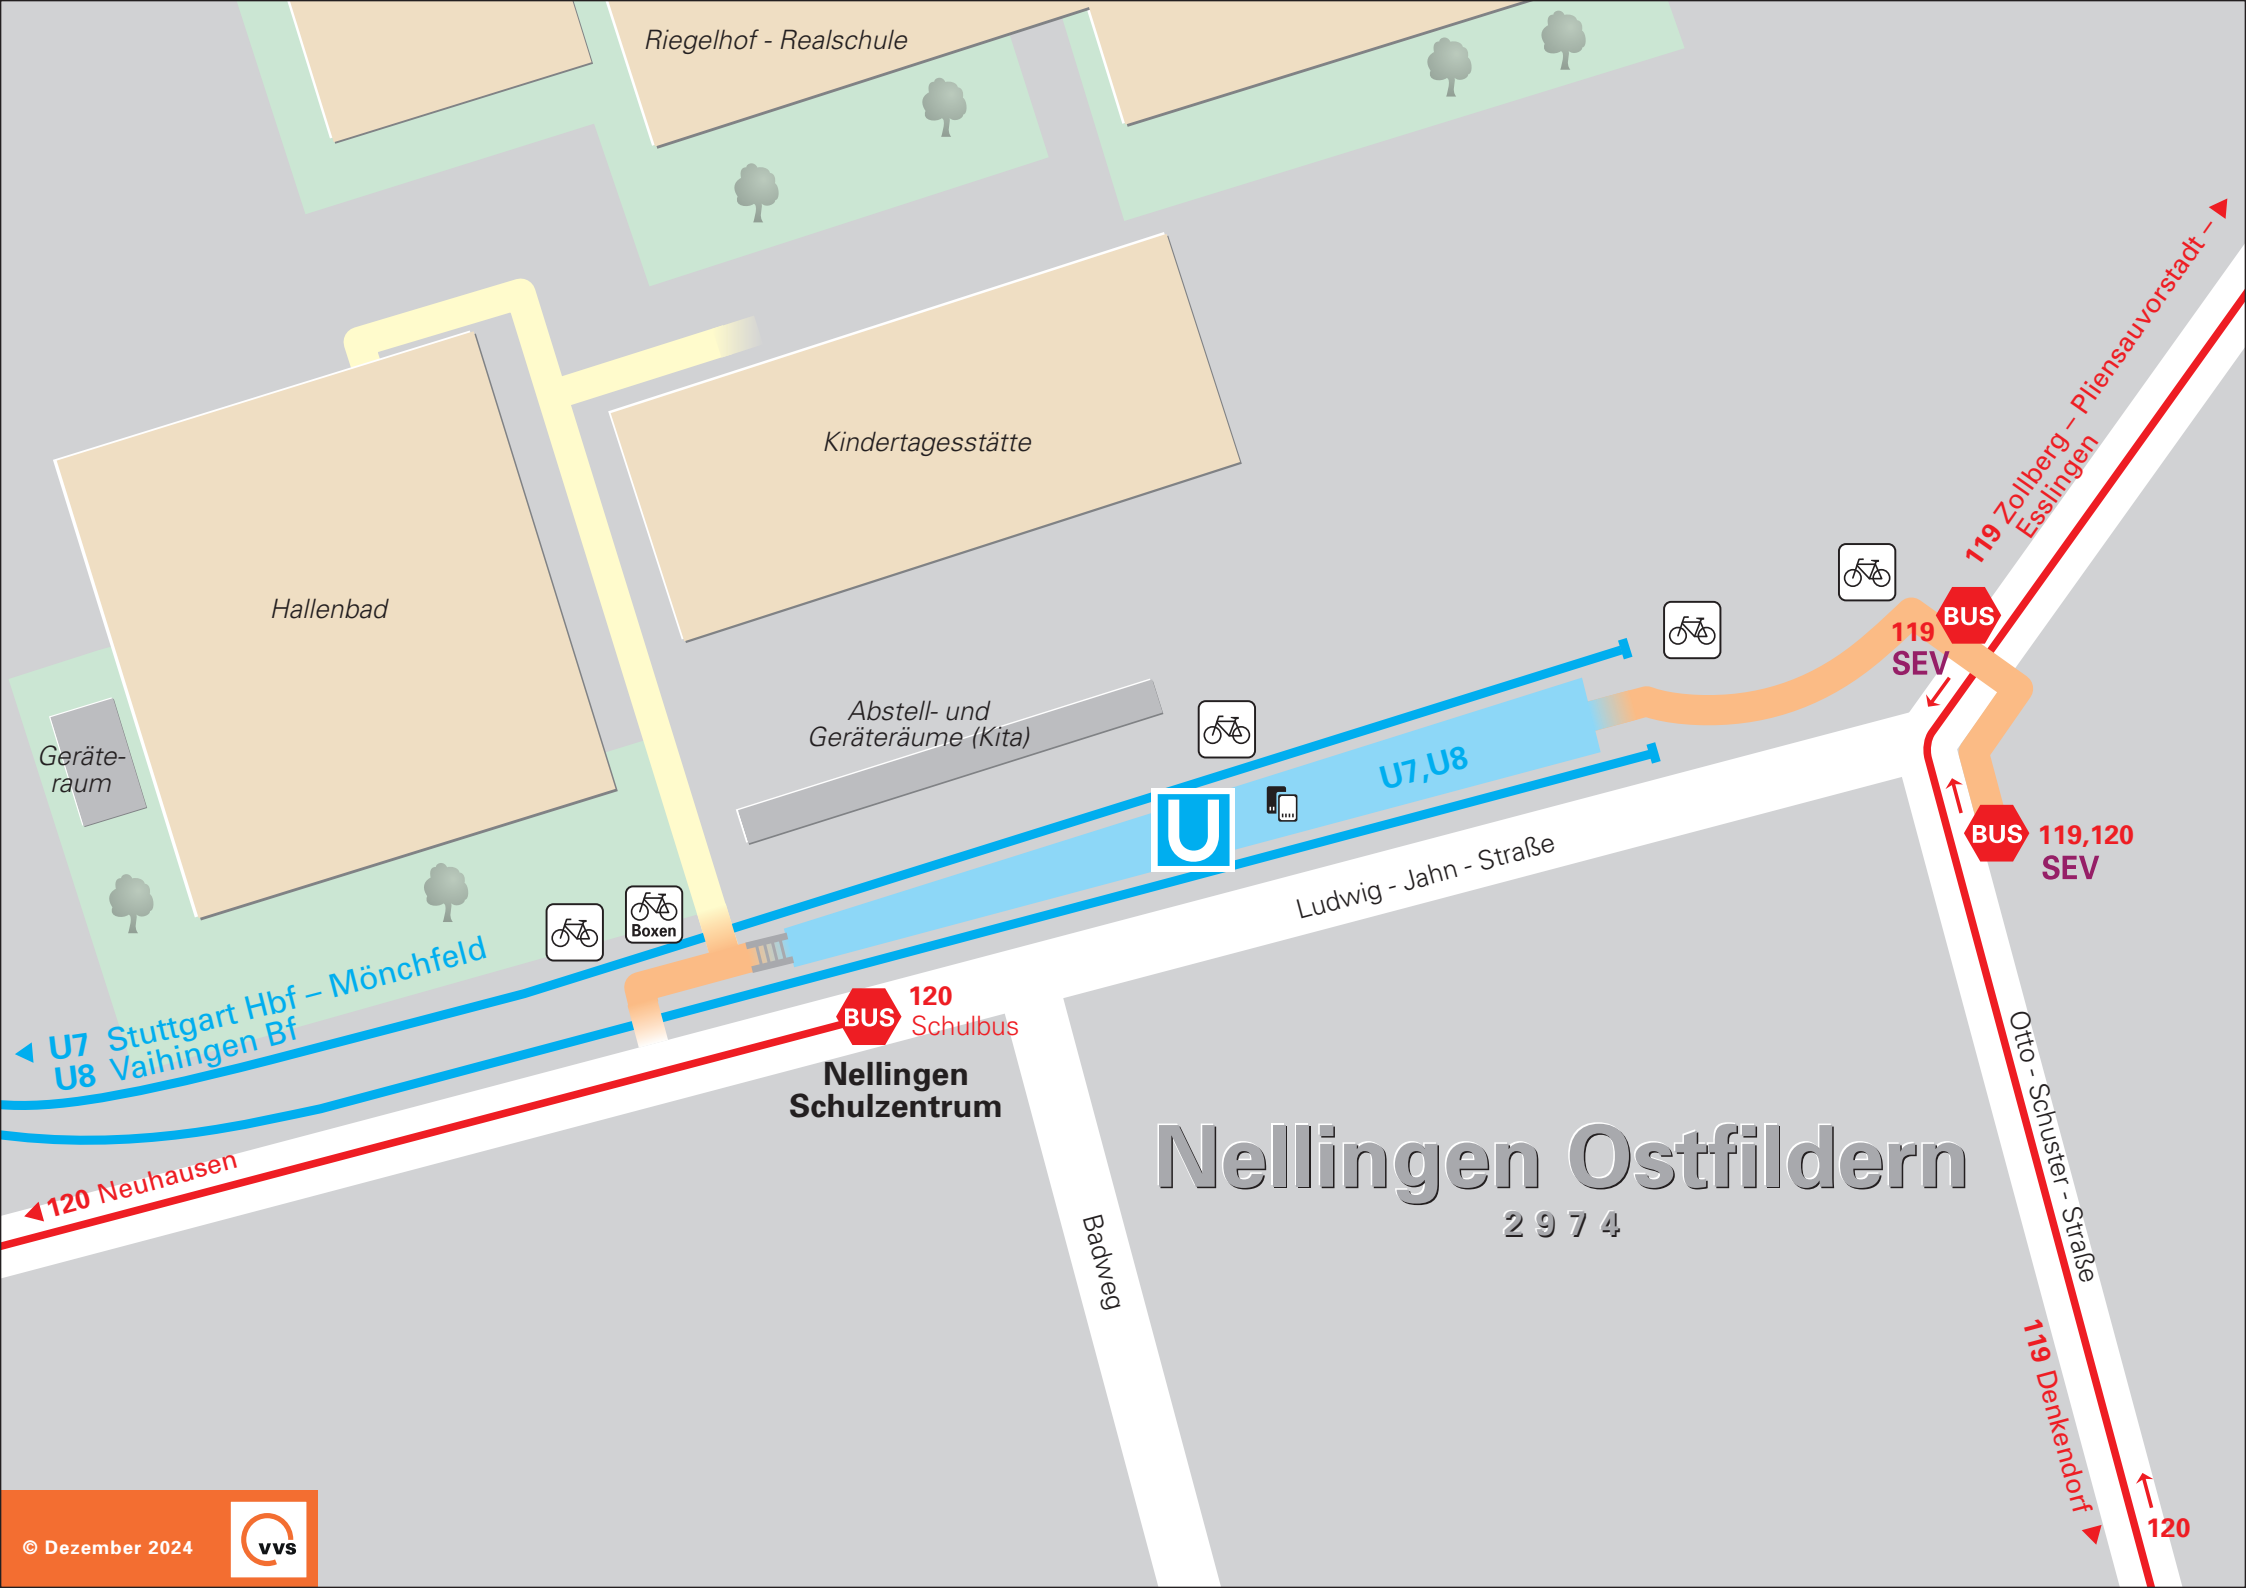 Riegelhof - Realschule
Kindertagesstätte
Hallenbad
Geräte-
raum
Abstell- und
Geräteräume (Kita)
119 Zollberg – Pliensauvorstadt –
Esslingen
BUS
119
SEV
U7,U8
U
BUS
119,120
SEV
Ludwig - Jahn - Straße
Boxen
U7 Stuttgart Hbf – Mönchfeld
U8 Vaihingen Bf
BUS
120
Schulbus
Nellingen
Schulzentrum
120 Neuhausen
Nellingen Ostfildern
2974
Badweg
Otto - Schuster - Straße
119 Denkendorf
120
© Dezember 2024
vvs